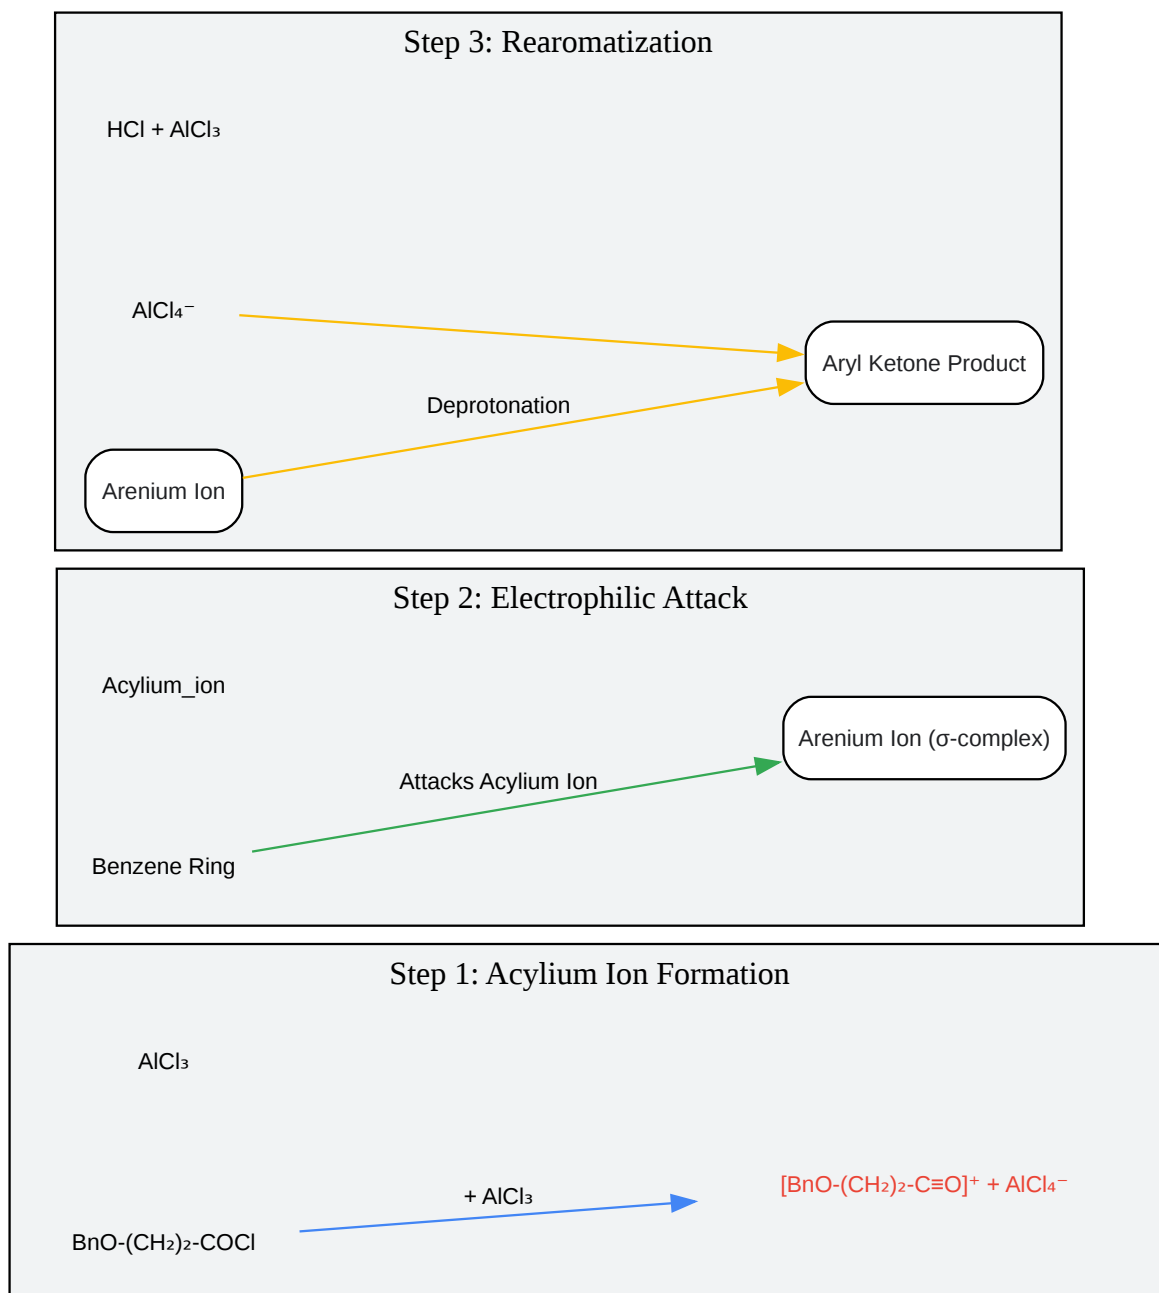 Step 3: Rearomatization
HCl + AlCl₃
AlCl₄⁻
Aryl Ketone Product
Deprotonation
Arenium Ion
Step 2: Electrophilic Attack
Acylium_ion
Arenium Ion (σ-complex)
Attacks Acylium Ion
Benzene Ring
Step 1: Acylium Ion Formation
AlCl₃
[BnO-(CH₂)₂-C≡O]⁺ + AlCl₄⁻
+ AlCl₃
BnO-(CH₂)₂-COCl